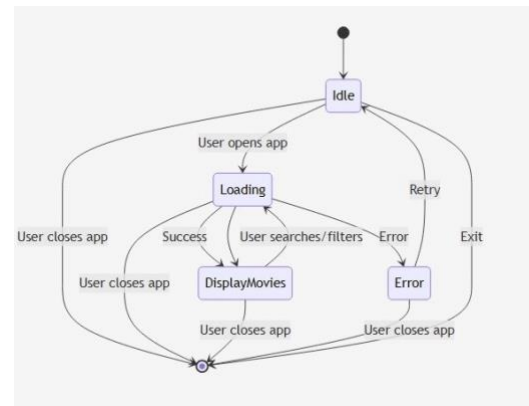 Idle
User opens app
Loading
Retry
User closes app
Success
User searches/filters
Error
Exit
User closes app
DisplayMovies
Error
User closes app
User closes app